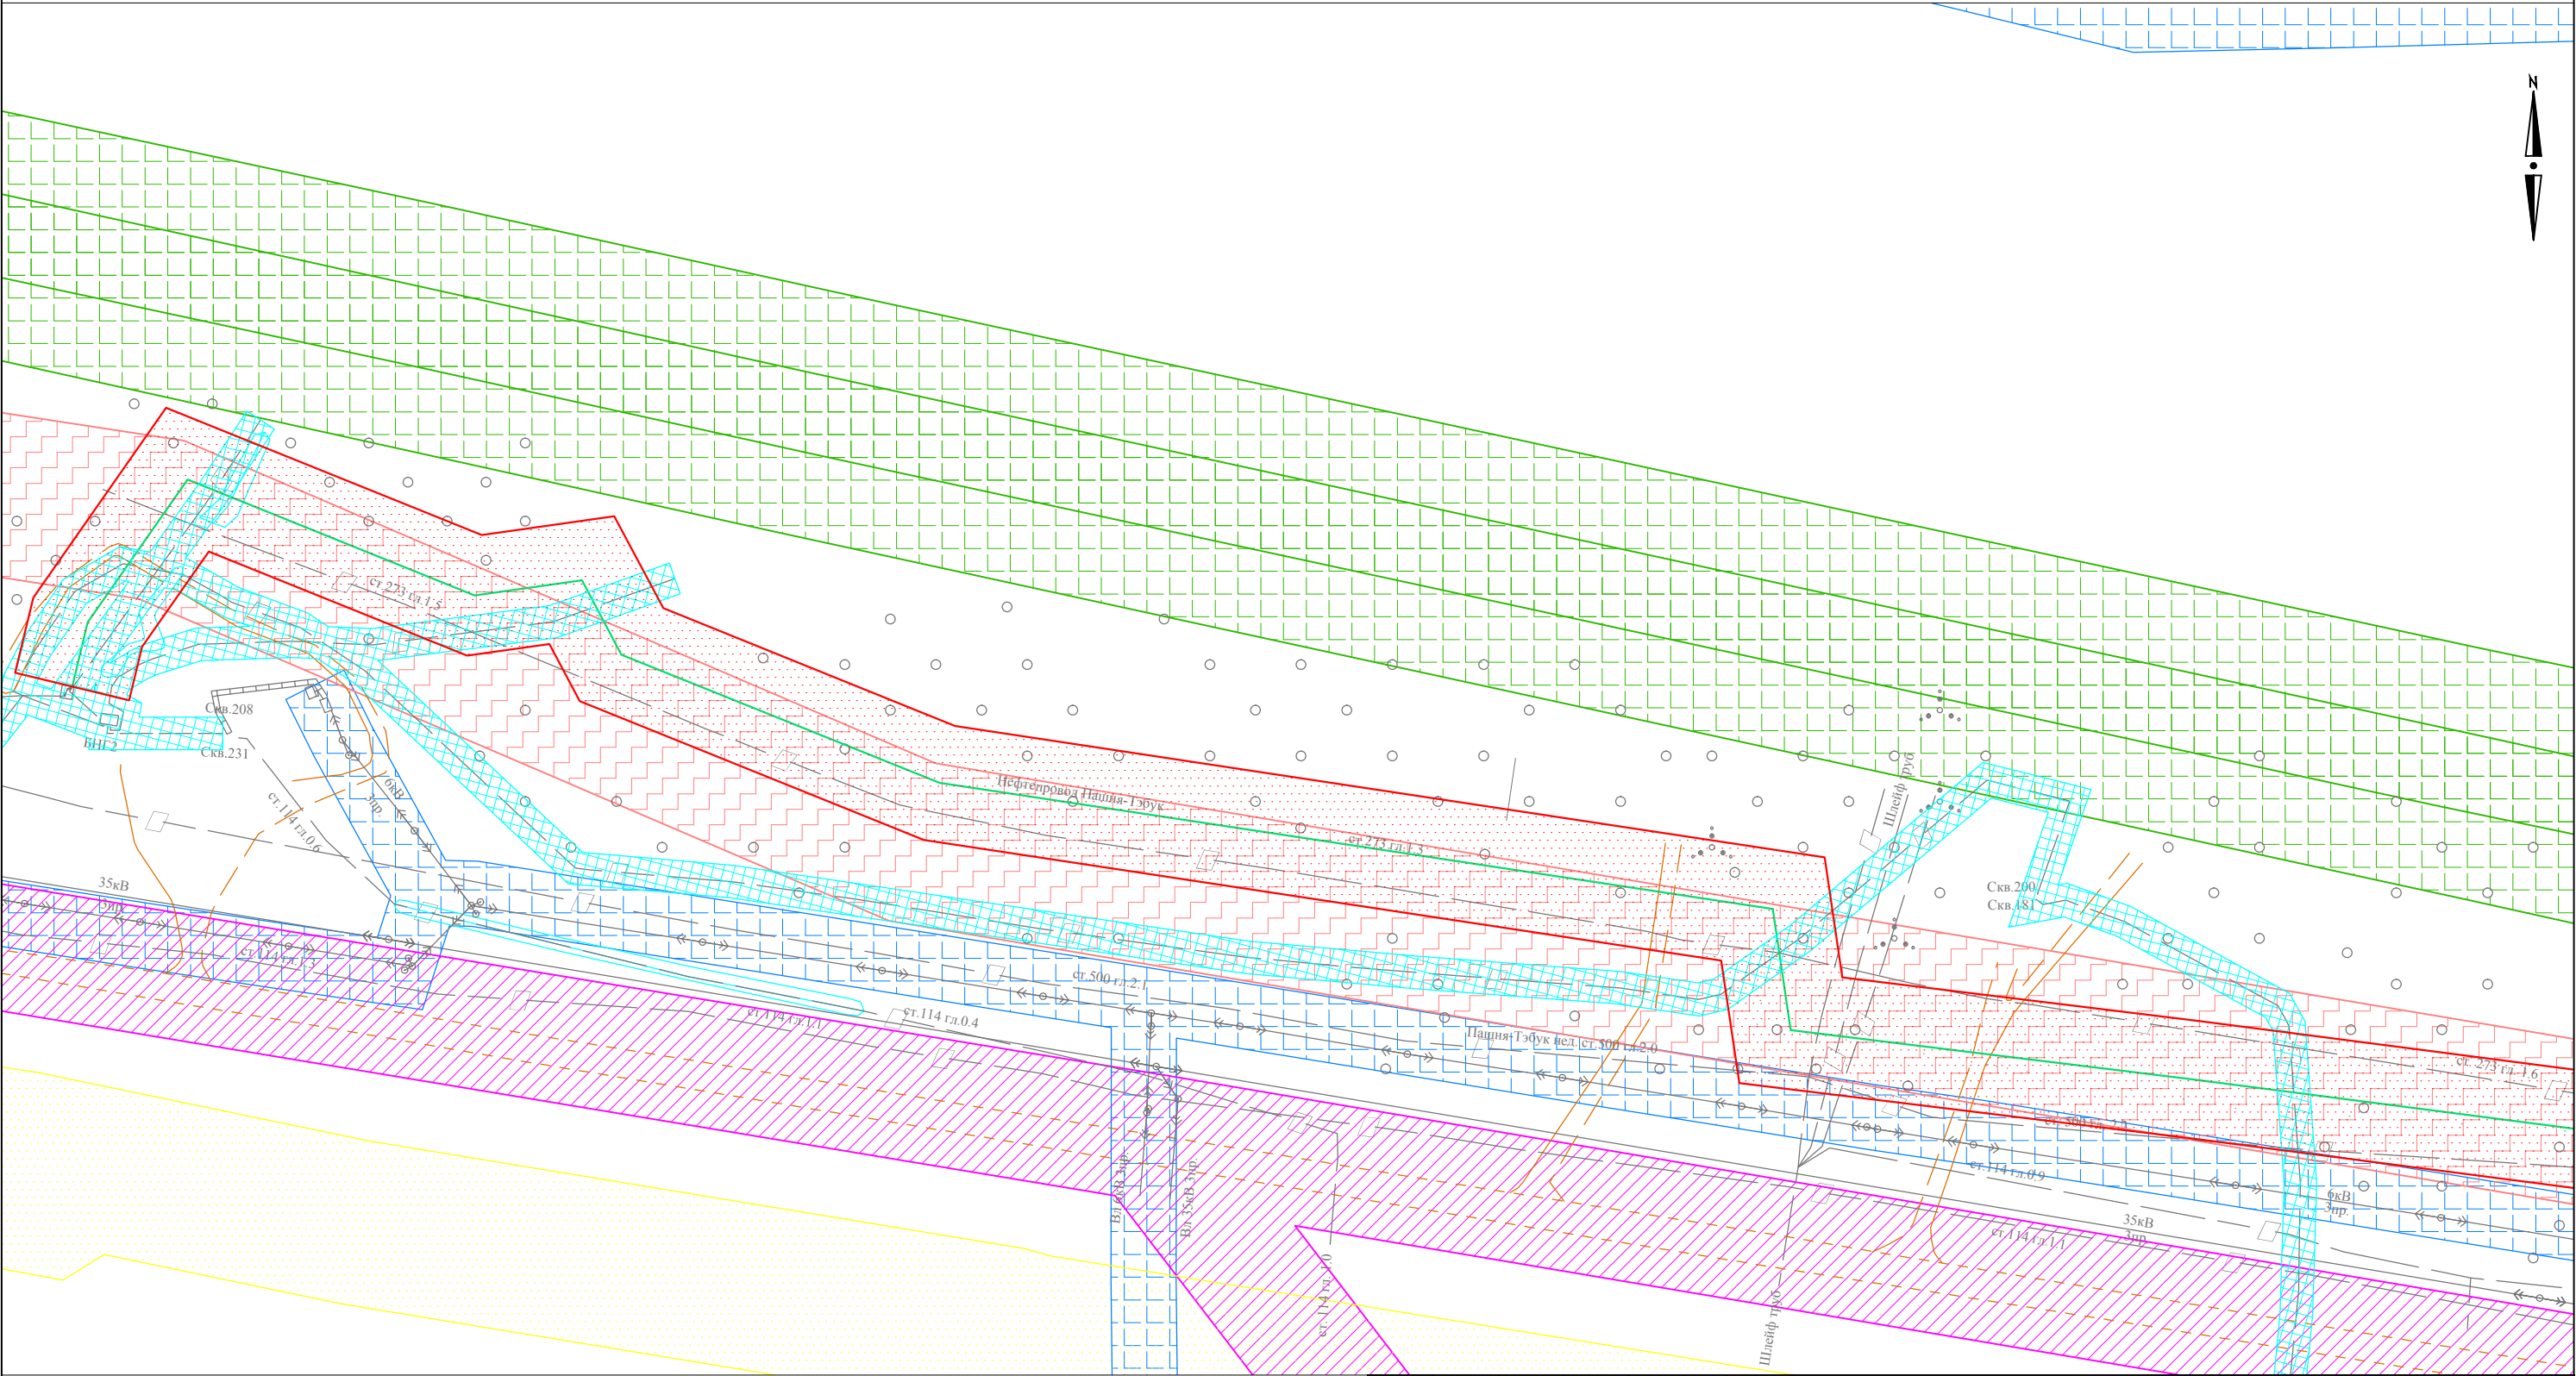 N
ст.273 гл.1.5
Скв.208
БНГ2
Скв.231
6кВ
3пр.
ст.114 гл.0.6
Нефтепровод Пашня-Тэбук
Шлейф труб
ст.273 гл.1.3
35кВ
3пр.
Скв.200
Скв.181
ст.114 гл.1.3
ст.500 гл.2.1
ст.114 гл.1.1
ст.114 гл.0.4
Пашня-Тэбук нед. ст.500 гл.2.0
ст. 273 гл. 1.6
ст.114 гл.0.9
Вл 6кВ 3пр.
Вл 35кВ 3пр.
6кВ
3пр.
35кВ
3пр.
ст.114 гл.1.1
ст. 114 гл. 1.0
Шлейф труб